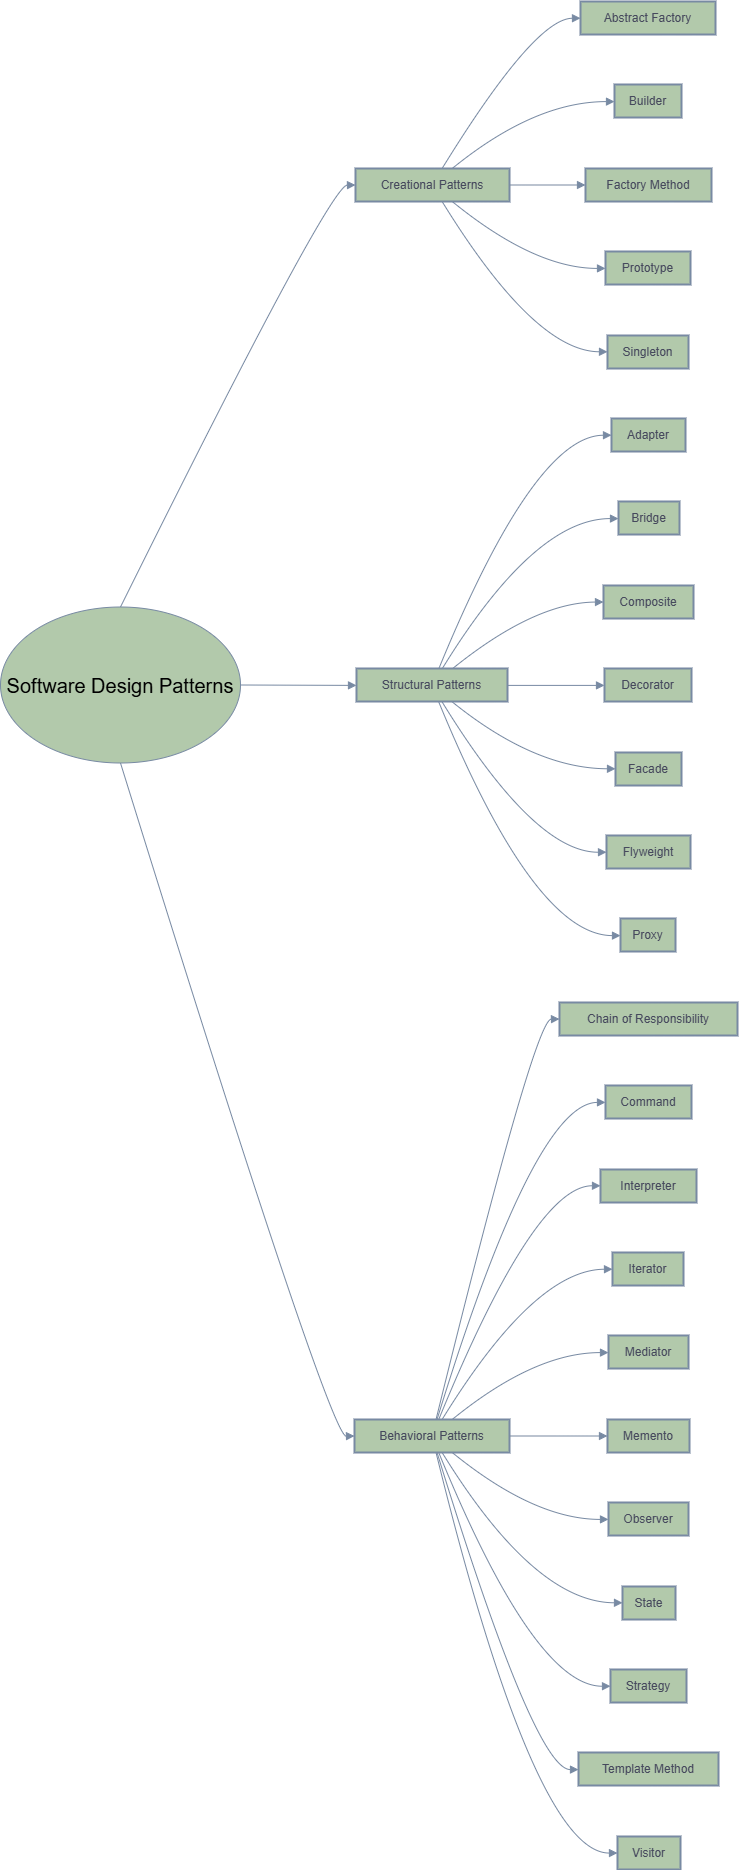 Software Design Patterns
Creational Patterns
Abstract Factory
Builder
Factory Method
Prototype
Singleton
Structural Patterns
Adapter
Bridge
Composite
Decorator
Facade
Flyweight
Proxy
Behavioral Patterns
Chain of Responsibility
Command
Interpreter
Iterator
Mediator
Memento
Observer
State
Strategy
Template Method
Visitor